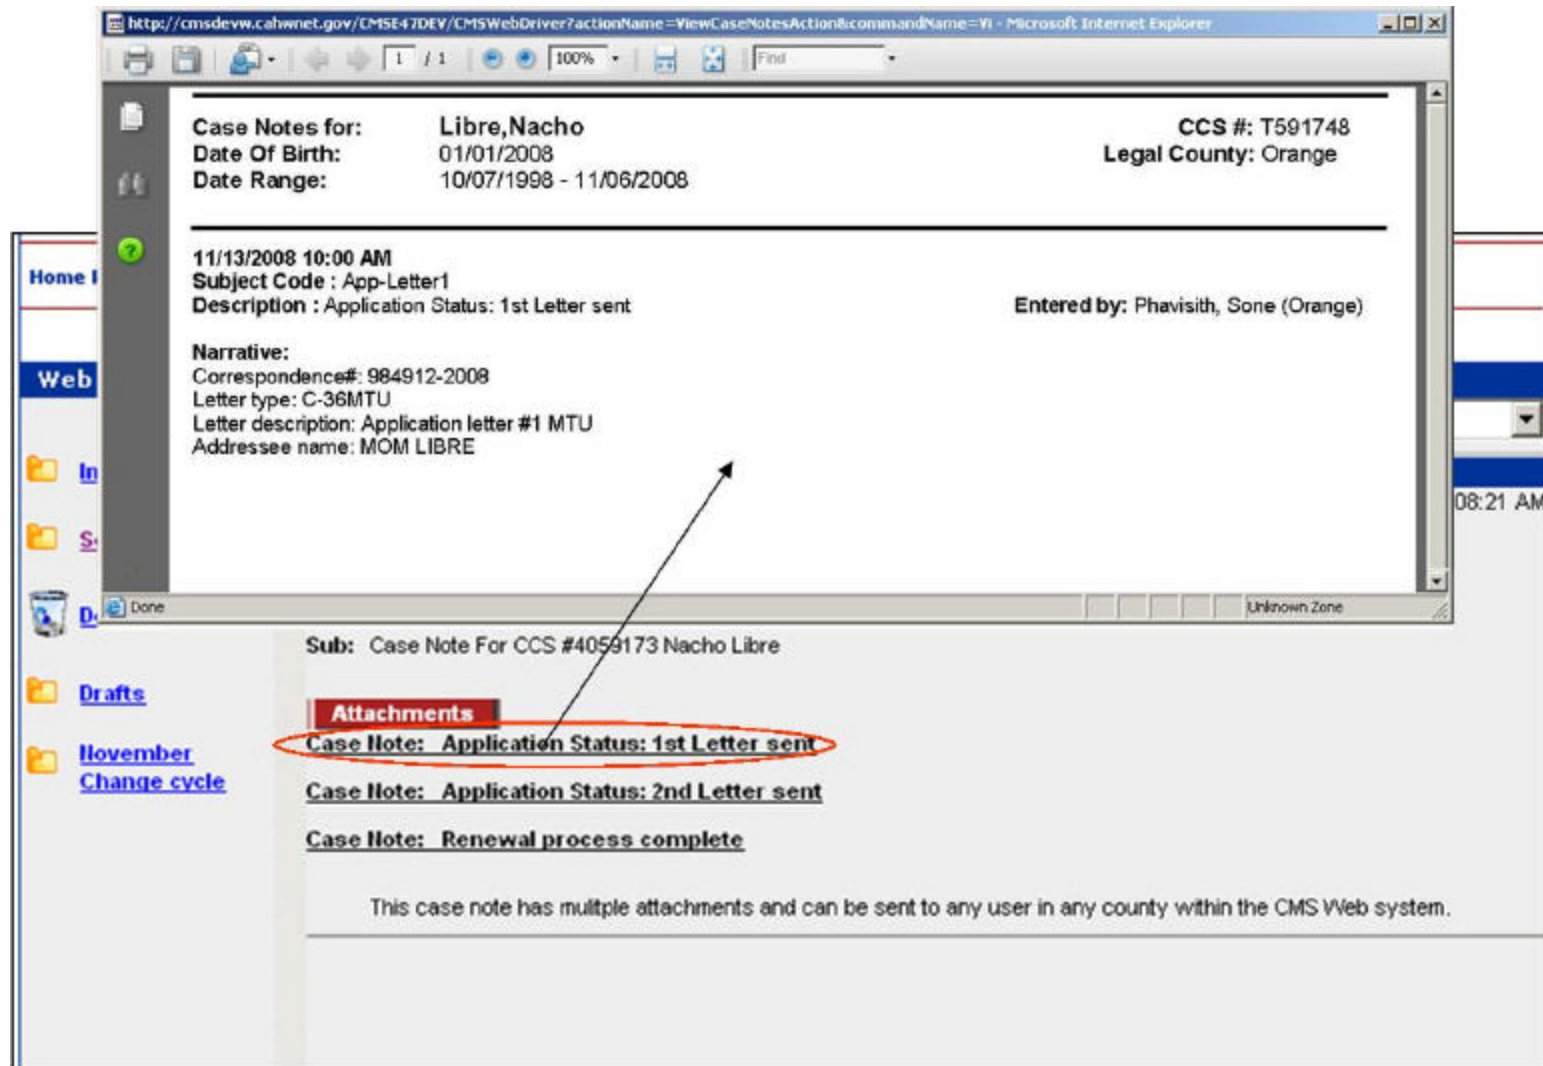 http://cmsdevw.cahwnet.gov/CMSE47DEV/CMSWebDriver?actionName=ViewCaseNotesAction&commandName=Vi - Microsoft Internet Explorer
1 / 1 100% Find
Case Notes for: Libre,Nacho CCS #: T591748
Date Of Birth: 01/01/2008 Legal County: Orange
Date Range: 10/07/1998 - 11/06/2008
11/13/2008 10:00 AM
Subject Code : App-Letter1
Description : Application Status: 1st Letter sent Entered by: Phavisith, Sone (Orange)
Narrative:
Correspondence#: 984912-2008
Letter type: C-36MTU
Letter description: Application letter #1 MTU
Addressee name: MOM LIBRE
Done Unknown Zone
Home
Web
08:21 AM
Sub: Case Note For CCS #4059173 Nacho Libre
Drafts
November
Change cycle
Attachments
Case Note: Application Status: 1st Letter sent
Case Note: Application Status: 2nd Letter sent
Case Note: Renewal process complete
This case note has mulitple attachments and can be sent to any user in any county within the CMS Web system.